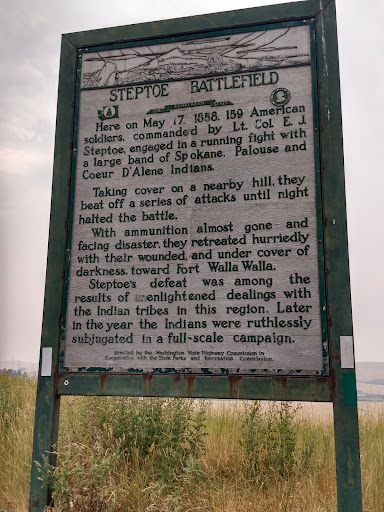 STEPTOE BATTLEFIELD
Here on May 17, 1858, 159 American
soldiers, commanded by Lt. Col. E. J.
Steptoe, engaged in a running fight with
a large band of Spokane, Palouse and
Coeur D'Alene Indians.
Taking cover on a nearby hill, they
beat off a series of attacks until night
halted the battle.
With ammunition almost gone and
facing disaster, they retreated hurriedly
with their wounded, and under cover of
darkness, toward Fort Walla Walla.
Steptoe's defeat was among the
results of unenlightened dealings with
the Indian tribes in this region. Later
in the year the Indians were ruthlessly
subjugated in a full-scale campaign.
Erected by the Washington State Highway Commission in
Cooperation with the State Parks and Recreation Commission.